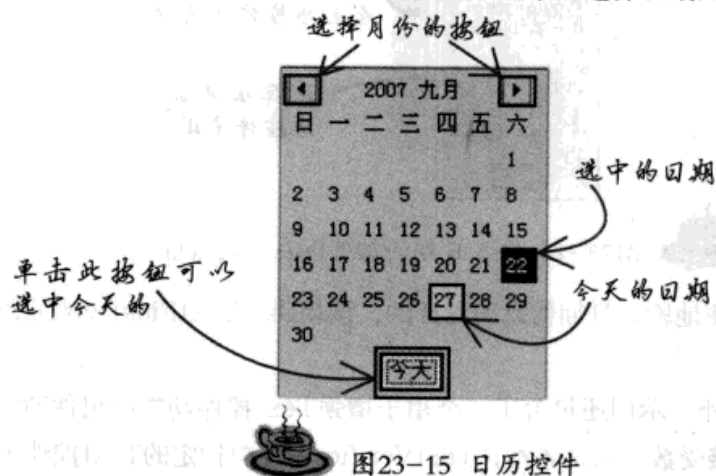 选择月份的按钮
2007 九月
日 一 二 三 四 五 六
1
2 3 4 5 6 7 8
9 10 11 12 13 14 15
16 17 18 19 20 21 22
23 24 25 26 27 28 29
30
今天
选中的日期
今天的日期
单击此按钮可以
选中今天的
图23-15 日历控件